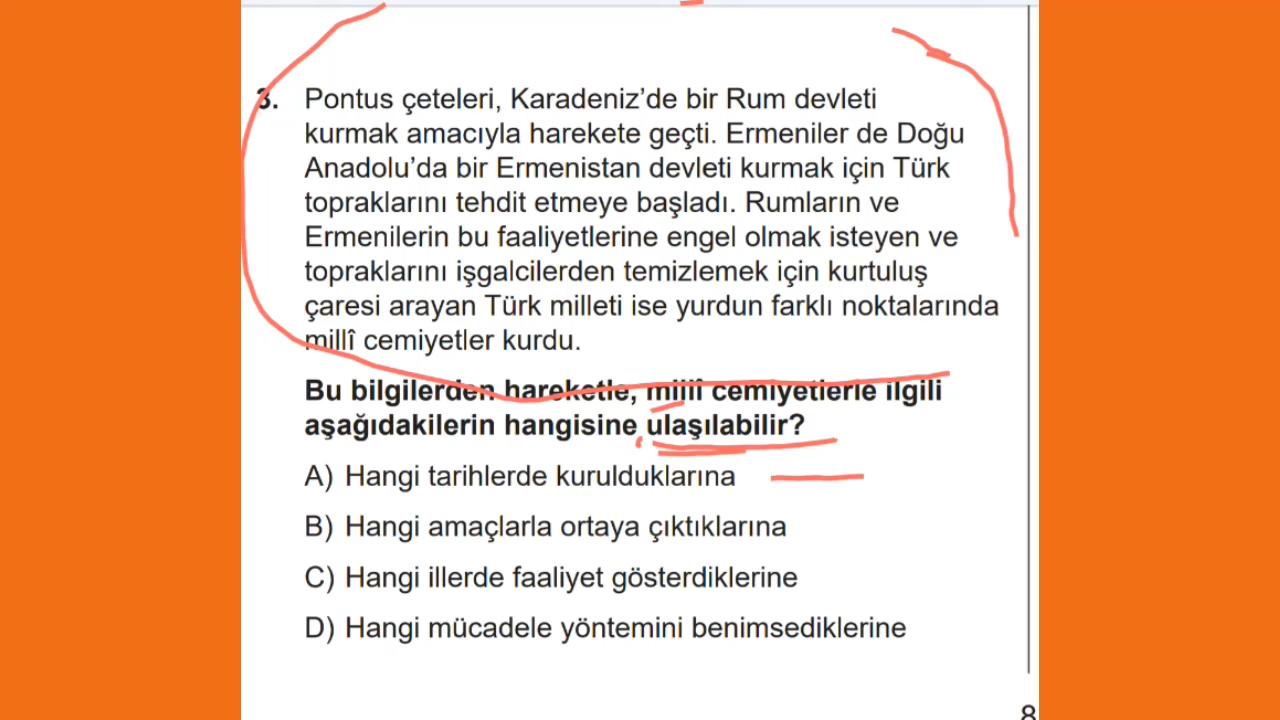 3. Pontus çeteleri, Karadeniz’de bir Rum devleti
kurmak amacıyla harekete geçti. Ermeniler de Doğu
Anadolu’da bir Ermenistan devleti kurmak için Türk
topraklarını tehdit etmeye başladı. Rumların ve
Ermenilerin bu faaliyetlerine engel olmak isteyen ve
topraklarını işgalcilerden temizlemek için kurtuluş
çaresi arayan Türk milleti ise yurdun farklı noktalarında
millî cemiyetler kurdu.
Bu bilgilerden hareketle, millî cemiyetlerle ilgili
aşağıdakilerin hangisine ulaşılabilir?
A) Hangi tarihlerde kurulduklarına
B) Hangi amaçlarla ortaya çıktıklarına
C) Hangi illerde faaliyet gösterdiklerine
D) Hangi mücadele yöntemini benimsediklerine
8